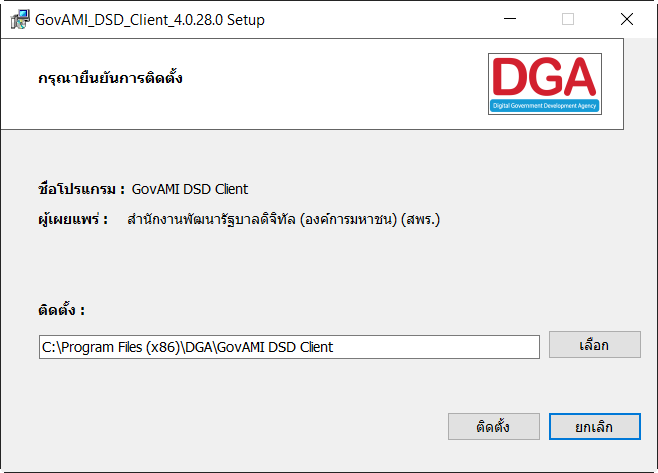 GovAMI_DSD_Client_4.0.28.0 Setup
กรุณายืนยันการติดตั้ง
DGA
Digital Government Development Agency
ชื่อโปรแกรม : GovAMI DSD Client
ผู้เผยแพร่ : สำนักงานพัฒนารัฐบาลดิจิทัล (องค์การมหาชน) (สพร.)
ติดตั้ง :
C:\Program Files (x86)\DGA\GovAMI DSD Client
เลือก
ติดตั้ง
ยกเลิก